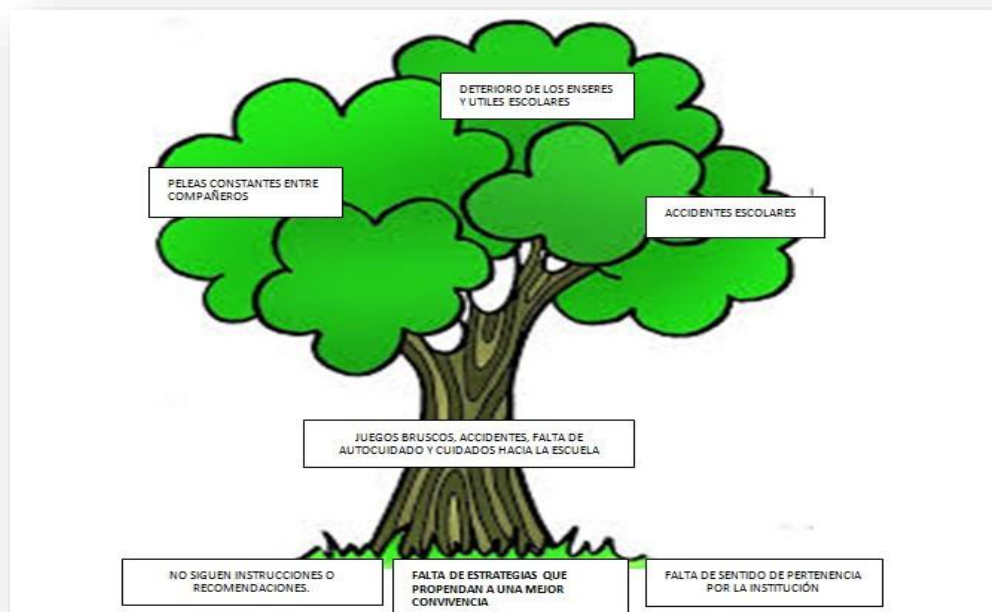 DETERIORO DE LOS ENSERES
Y UTILES ESCOLARES
PELEAS CONSTANTES ENTRE
COMPAÑEROS
ACCIDENTES ESCOLARES
JUEGOS BRUSCOS, ACCIDENTES, FALTA DE
AUTOCUIDADO Y CUIDADOS HACIA LA ESCUELA
NO SIGUEN INSTRUCCIONES O
RECOMENDACIONES.
FALTA DE ESTRATEGIAS QUE
PROPENDAN A UNA MEJOR
CONVIVENCIA
FALTA DE SENTIDO DE PERTENENCIA
POR LA INSTITUCIÓN